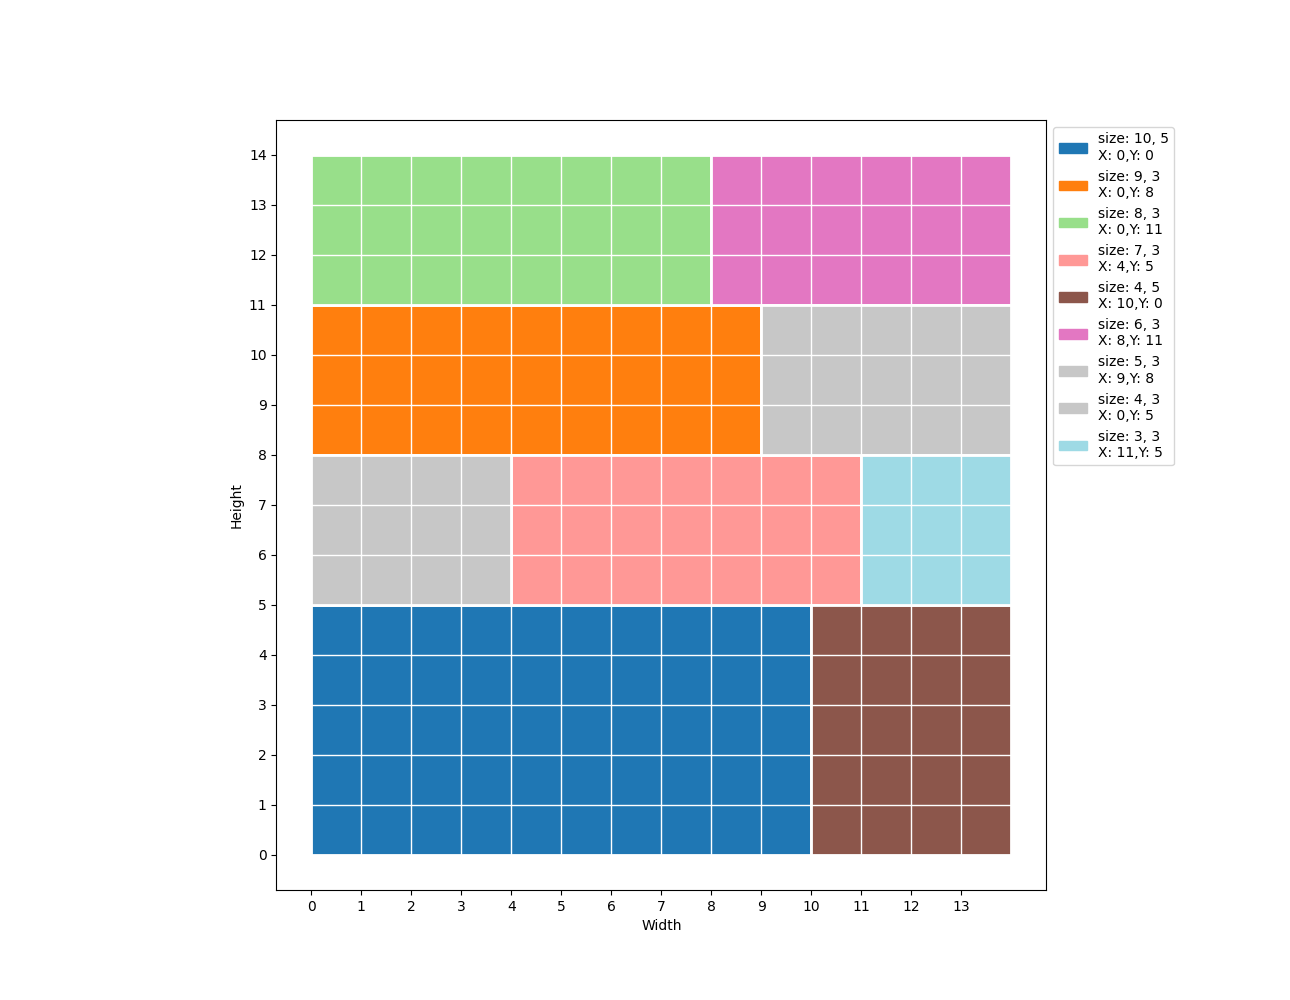 14
13
12
11
10
9
8
7
6
5
4
3
2
1
0
Height
0 1 2 3 4 5 6 7 8 9 10 11 12 13
Width
size: 10, 5
X: 0,Y: 0
size: 9, 3
X: 0,Y: 8
size: 8, 3
X: 0,Y: 11
size: 7, 3
X: 4,Y: 5
size: 4, 5
X: 10,Y: 0
size: 6, 3
X: 8,Y: 11
size: 5, 3
X: 9,Y: 8
size: 4, 3
X: 0,Y: 5
size: 3, 3
X: 11,Y: 5